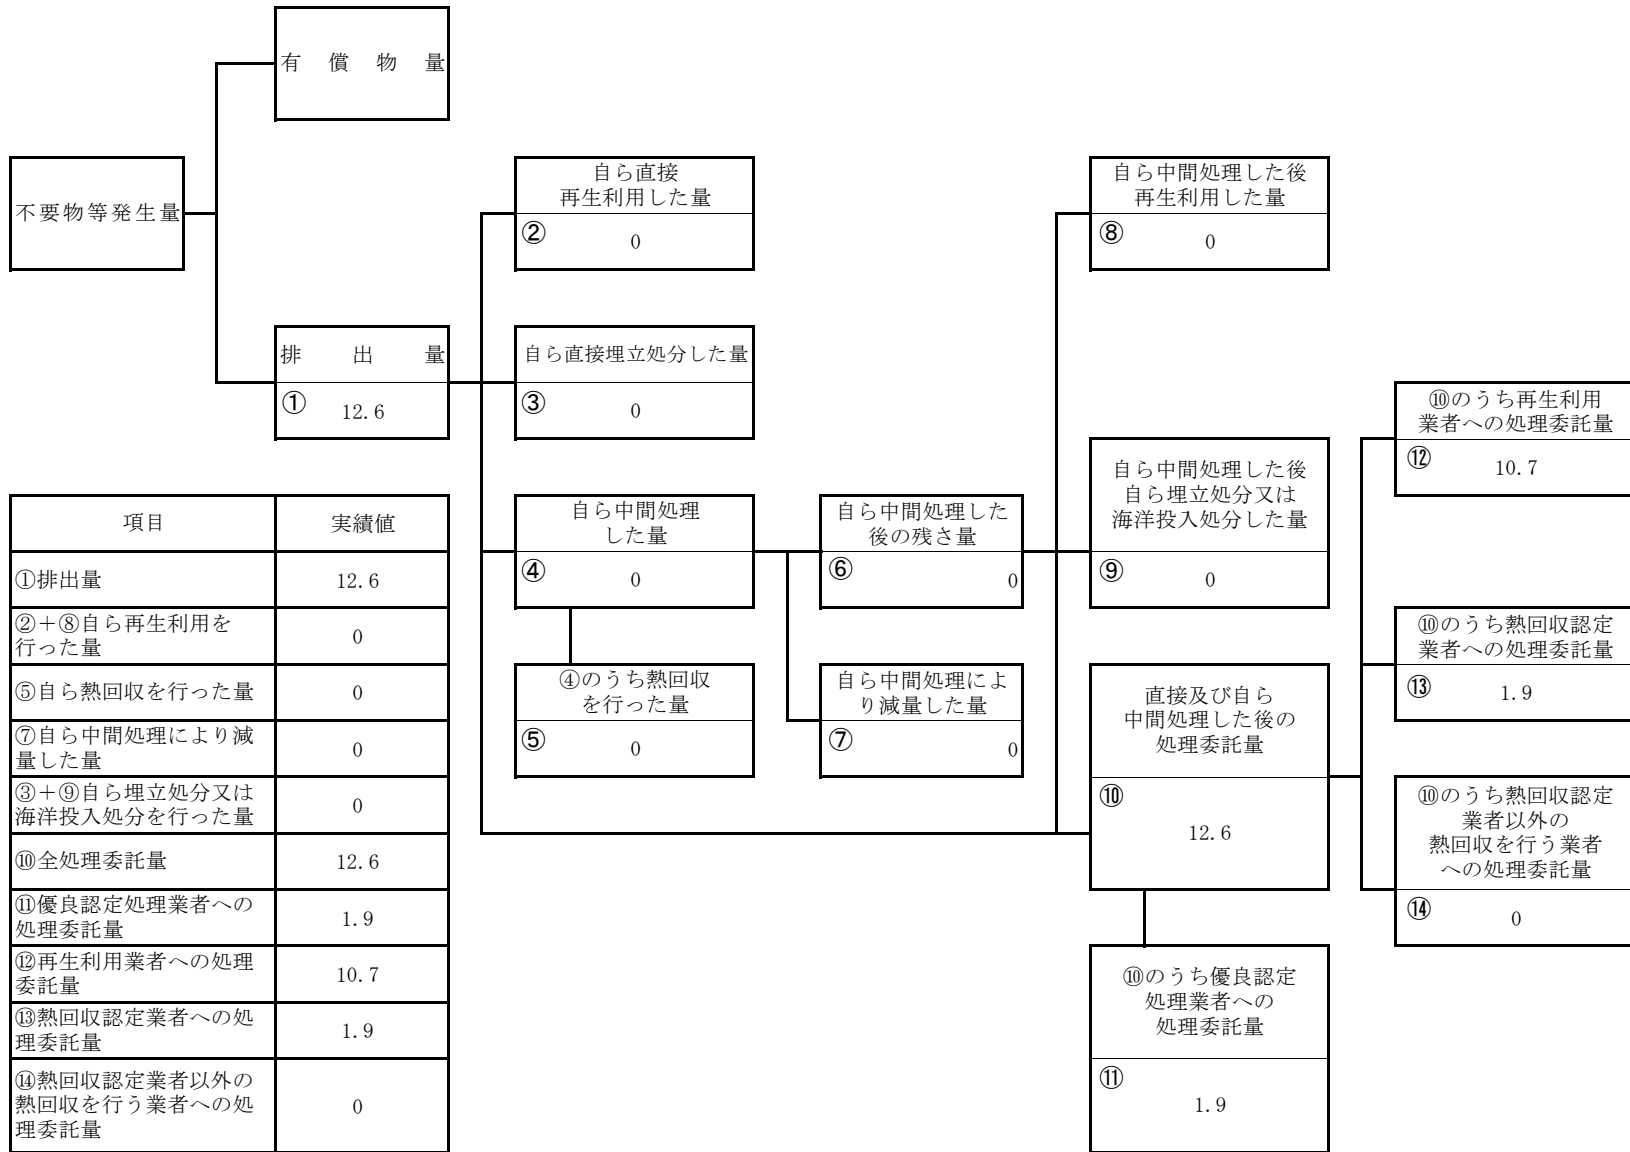 有償物量
不要物等発生量
自ら直接
再生利用した量
② 0
自ら中間処理した後
再生利用した量
⑧ 0
排出量
① 12.6
自ら直接埋立処分した量
③ 0
⑩のうち再生利用
業者への処理委託量
⑫ 10.7
自ら中間処理
した量
④ 0
自ら中間処理した
後の残さ量
⑥ 0
自ら中間処理した後
自ら埋立処分又は
海洋投入処分した量
⑨ 0
⑩のうち熱回収認定
業者への処理委託量
⑬ 1.9
④のうち熱回収
を行った量
⑤ 0
自ら中間処理によ
り減量した量
⑦ 0
直接及び自ら
中間処理した後の
処理委託量
⑩
12.6
⑩のうち熱回収認定
業者以外の
熱回収を行う業者
への処理委託量
⑭ 0
⑩のうち優良認定
処理業者への
処理委託量
⑪
1.9
項目 実績値
①排出量 12.6
②+⑧自ら再生利用を
行った量 0
⑤自ら熱回収を行った量 0
⑦自ら中間処理により減
量した量 0
③+⑨自ら埋立処分又は
海洋投入処分を行った量 0
⑩全処理委託量 12.6
⑪優良認定処理業者への
処理委託量 1.9
⑫再生利用業者への処理
委託量 10.7
⑬熱回収認定業者への処
理委託量 1.9
⑭熱回収認定業者以外の
熱回収を行う業者への処
理委託量 0